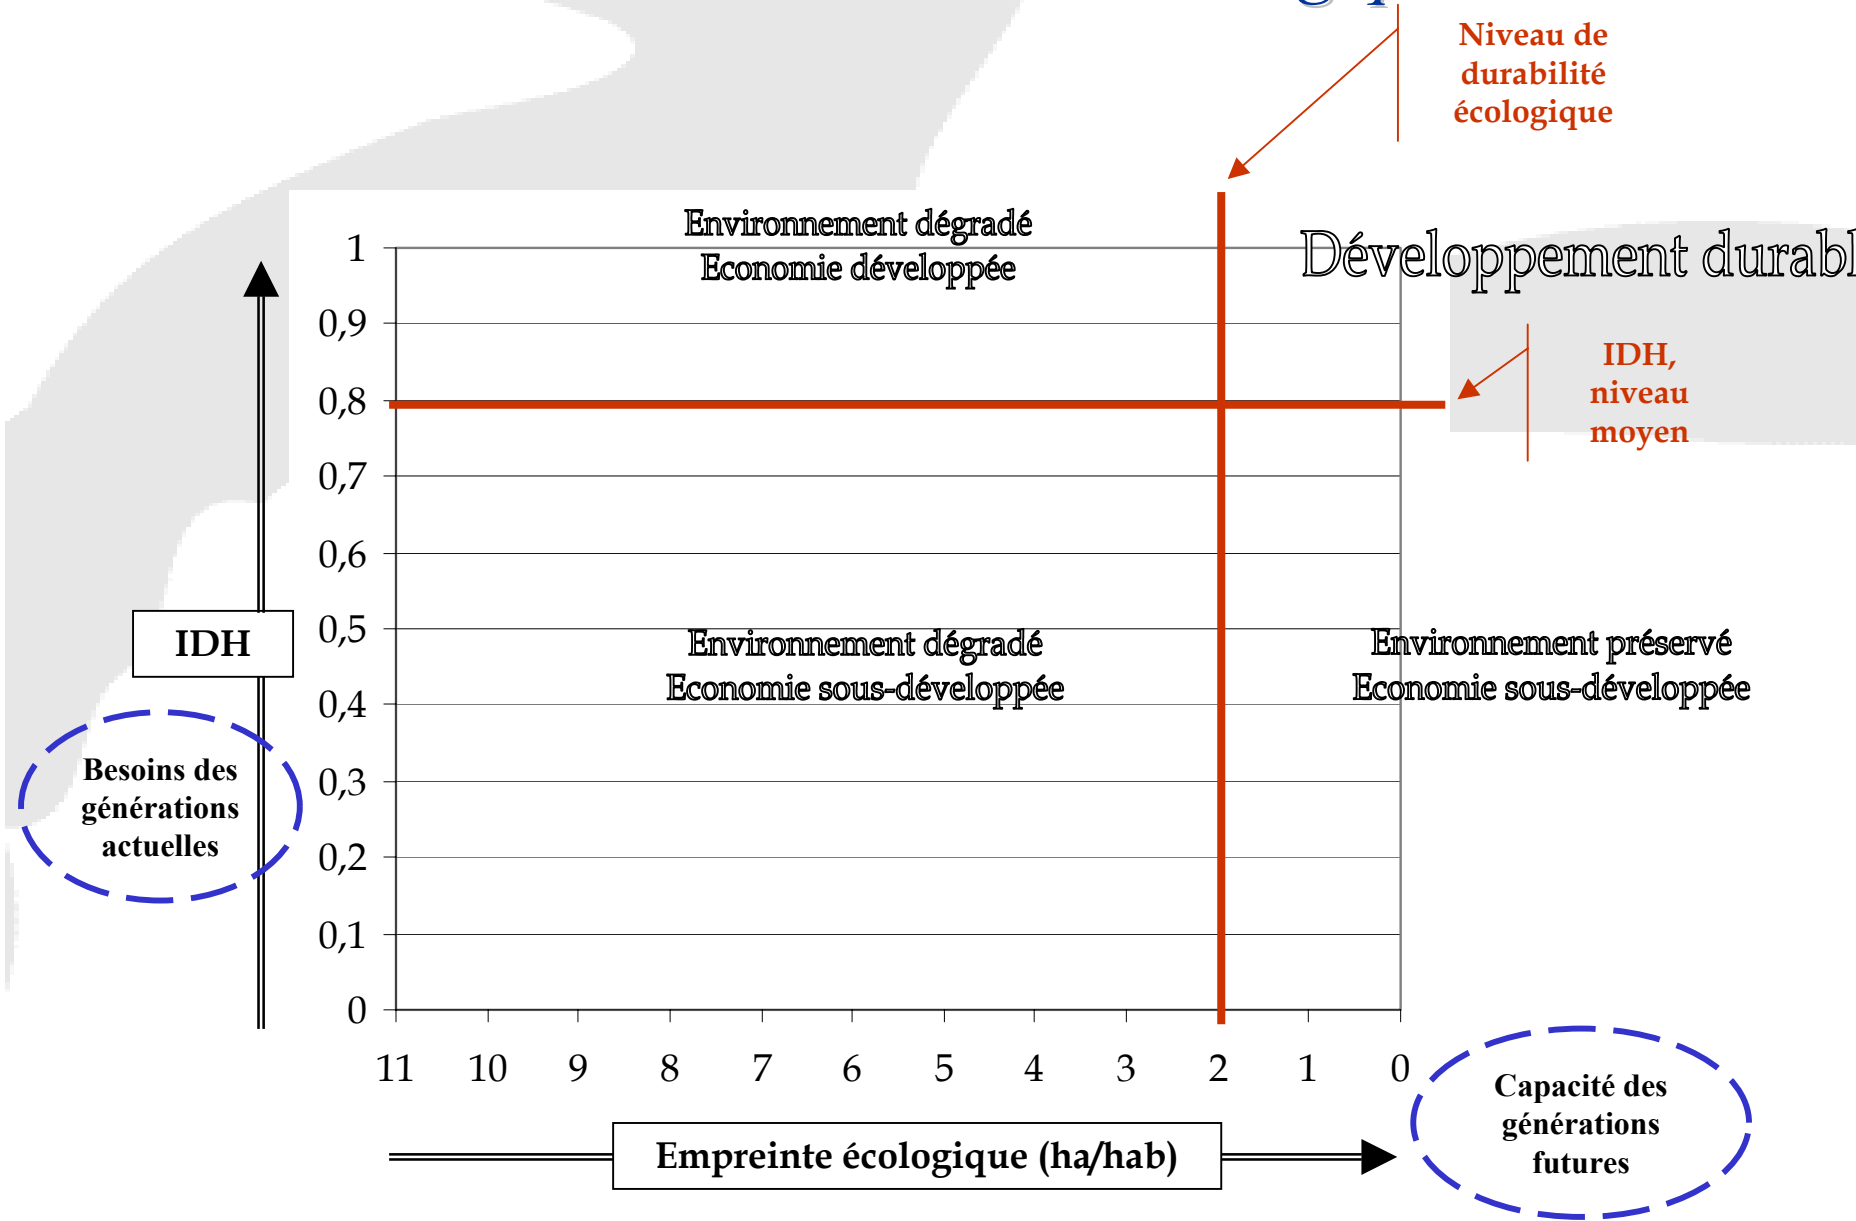 Niveau de
durabilité
écologique
Environnement dégradé
Economie développée
Développement durabl
IDH,
niveau
moyen
1
0,9
0,8
0,7
0,6
0,5
0,4
0,3
0,2
0,1
0
IDH
Environnement dégradé
Economie sous-développée
Environnement préservé
Economie sous-développée
Besoins des
générations
actuelles
11 10 9 8 7 6 5 4 3 2 1 0
Empreinte écologique (ha/hab)
Capacité des
générations
futures